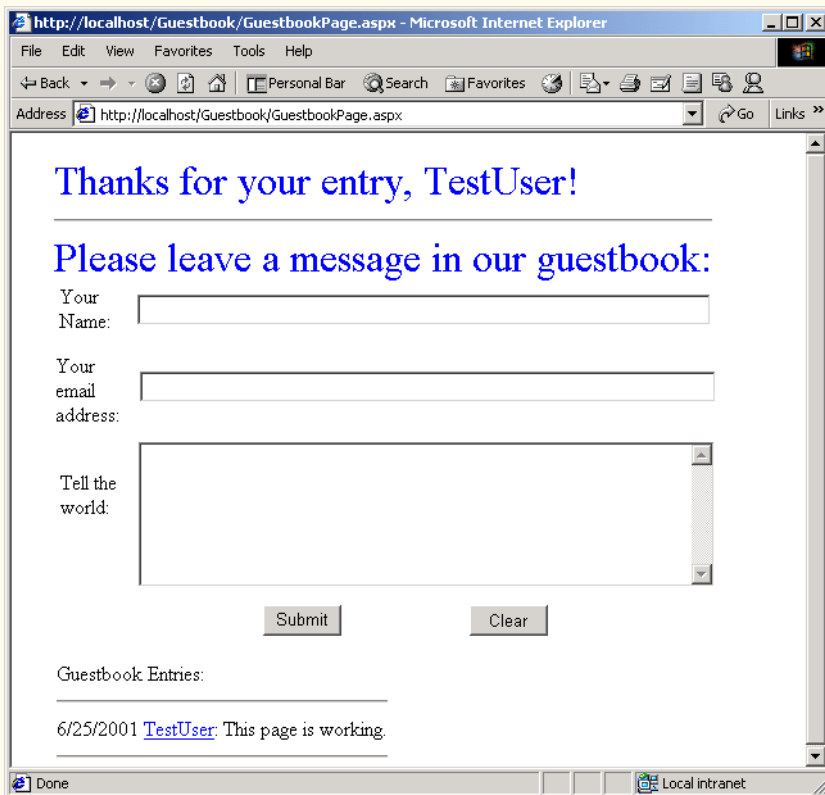 http://localhost/Guestbook/GuestbookPage.aspx - Microsoft Internet Explorer
File Edit View Favorites Tools Help
Back Personal Bar Search Favorites
Address http://localhost/Guestbook/GuestbookPage.aspx Go Links »
Thanks for your entry, TestUser!
Please leave a message in our guestbook:
Your
Name:
Your
email
address:
Tell the
world:
Submit Clear
Guestbook Entries:
6/25/2001 TestUser: This page is working.
Done Local intranet